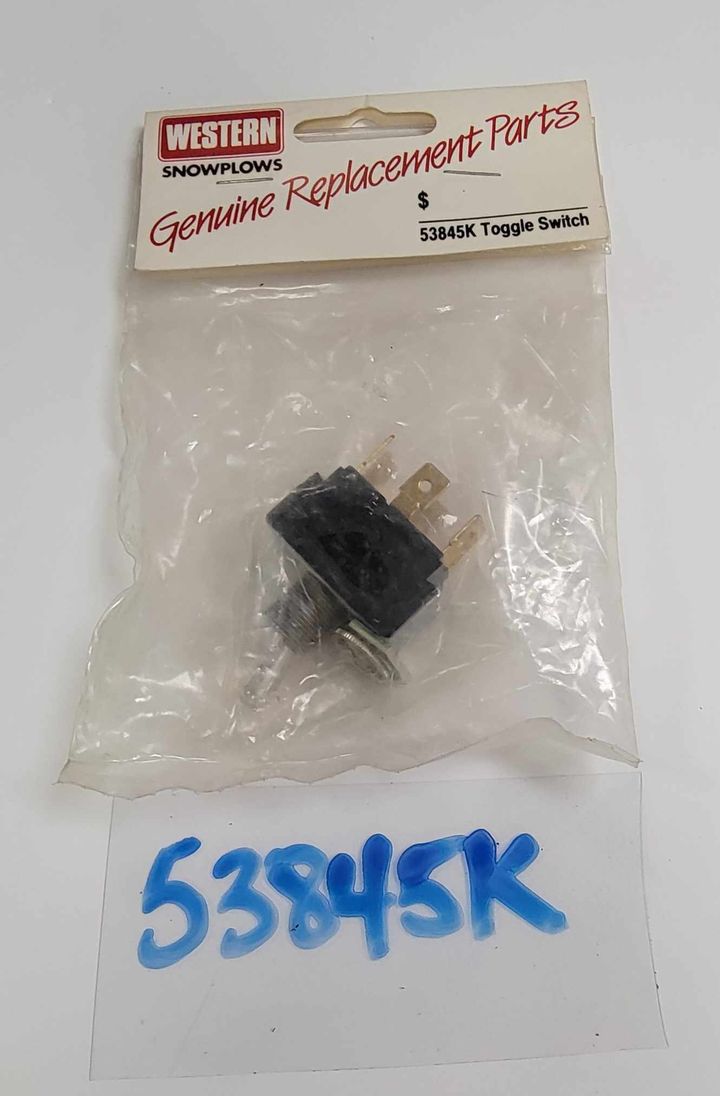 WESTERN
SNOWPLOWS
Genuine Replacement Parts
$
53845K Toggle Switch
53845K